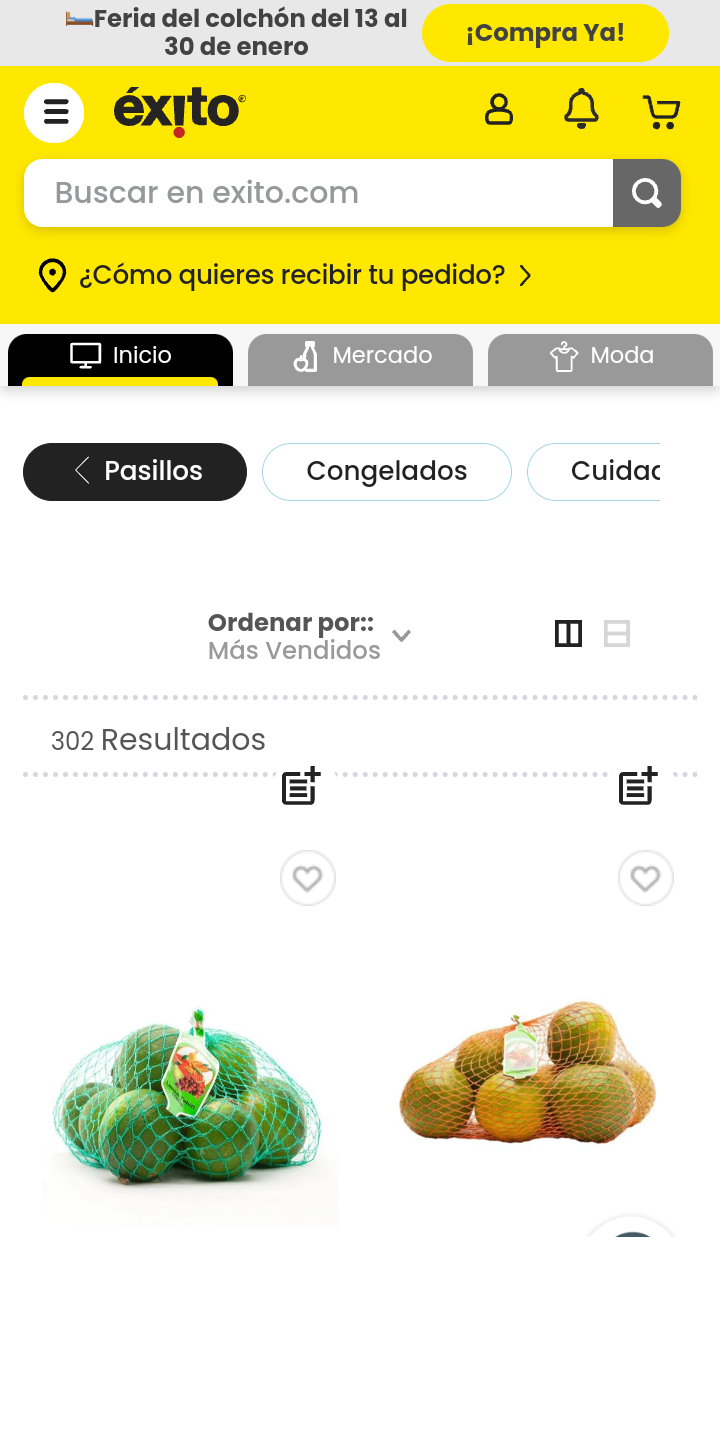 Feria del colchón del 13 al
30 de enero
¡Compra Ya!
éxito
Buscar en exito.com
¿Cómo quieres recibir tu pedido?
Inicio
Mercado
Moda
Pasillos
Congelados
Cuidad
Ordenar por::
Más Vendidos
302 Resultados